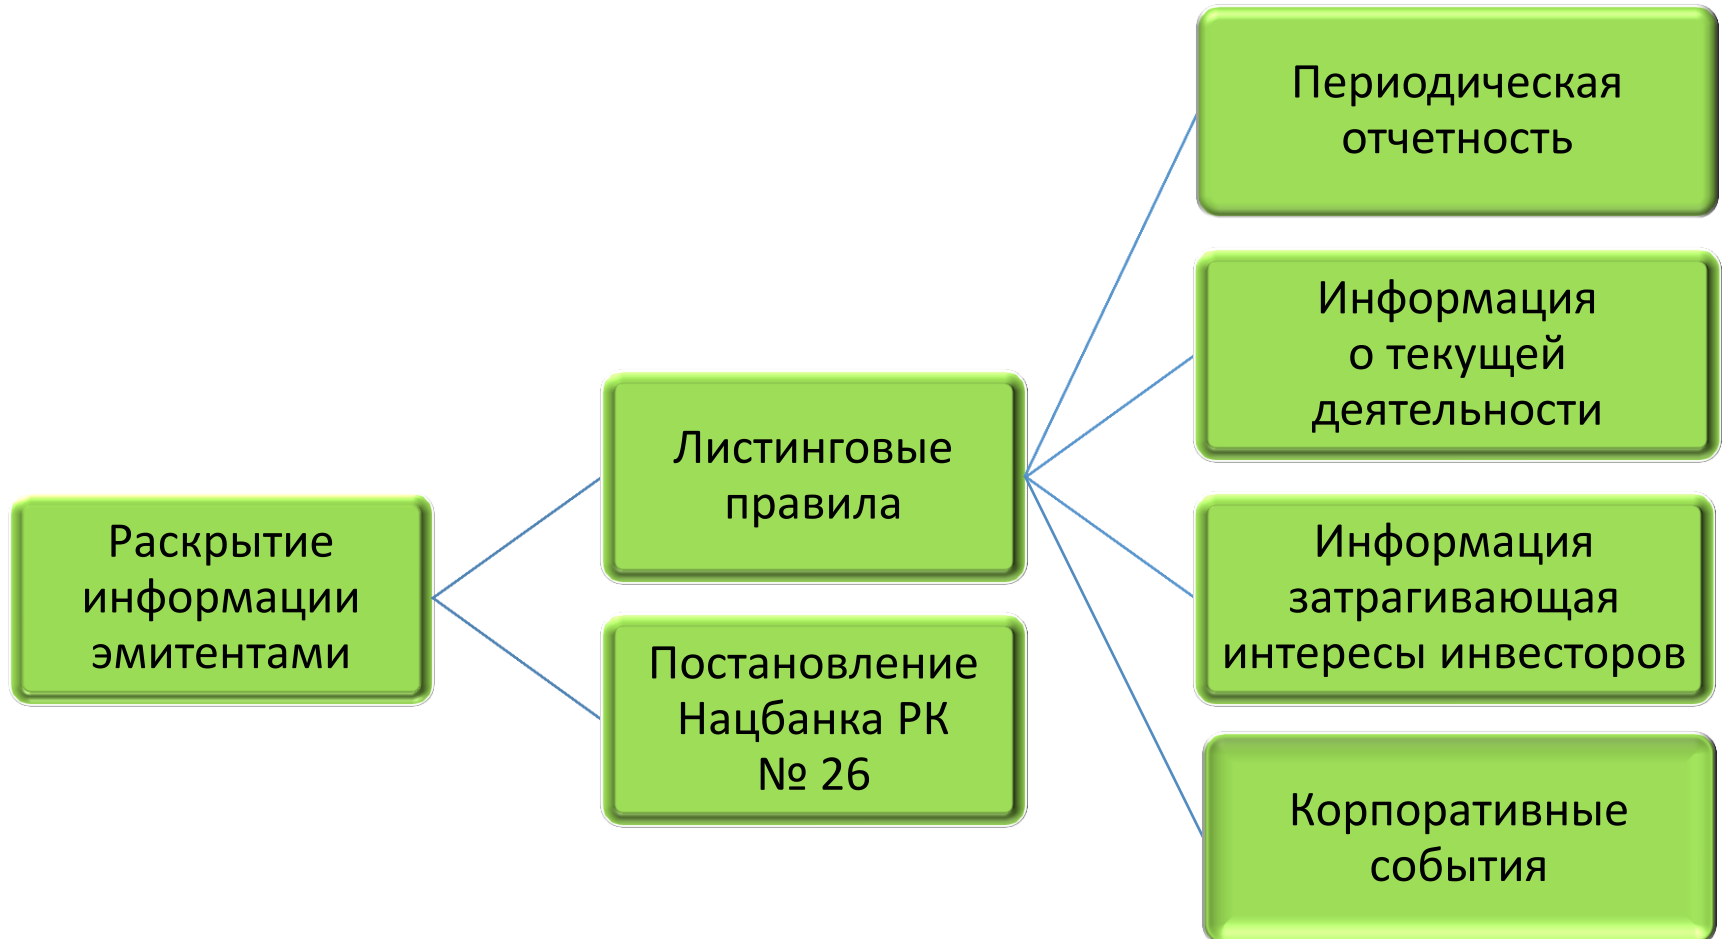 Раскрытие
информации
эмитентами
Листинговые
правила
Постановление
Нацбанка РК
№ 26
Периодическая
отчетность
Информация
о текущей
деятельности
Информация
затрагивающая
интересы инвесторов
Корпоративные
события